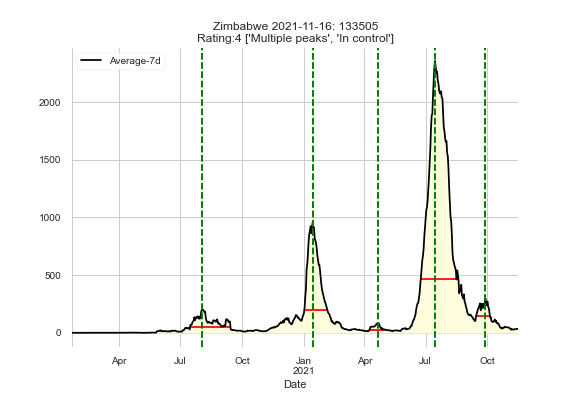 Zimbabwe 2021-11-16: 133505
Rating:4 ['Multiple peaks', 'In control']
Average-7d
2000
1500
1000
500
0
Apr Jul Oct Jan Apr Jul Oct
2021
Date